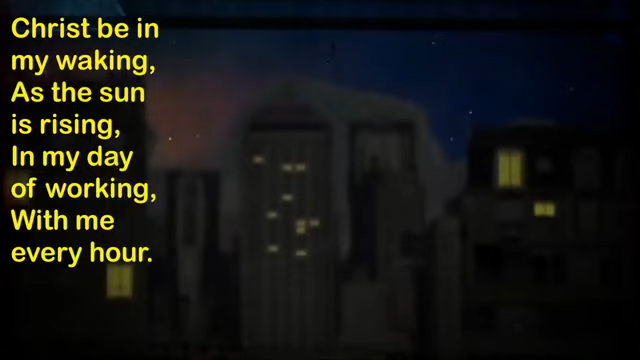 Christ be in
my waking,
As the sun
is rising,
In my day
of working,
With me
every hour.